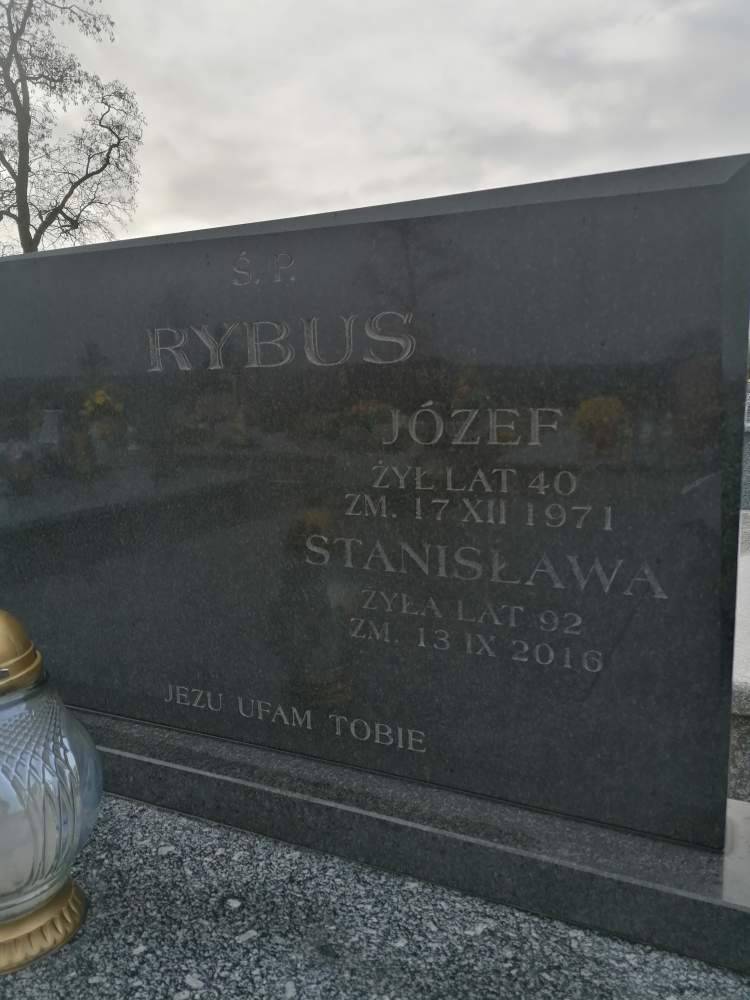 Ś. P.
RYBUŚ
JÓZEF
ŻYŁ LAT 40
ZM. 17 XII 1971
STANISŁAWA
ŻYŁA LAT 92
ZM. 13 IX 2016
JEZU UFAM TOBIE